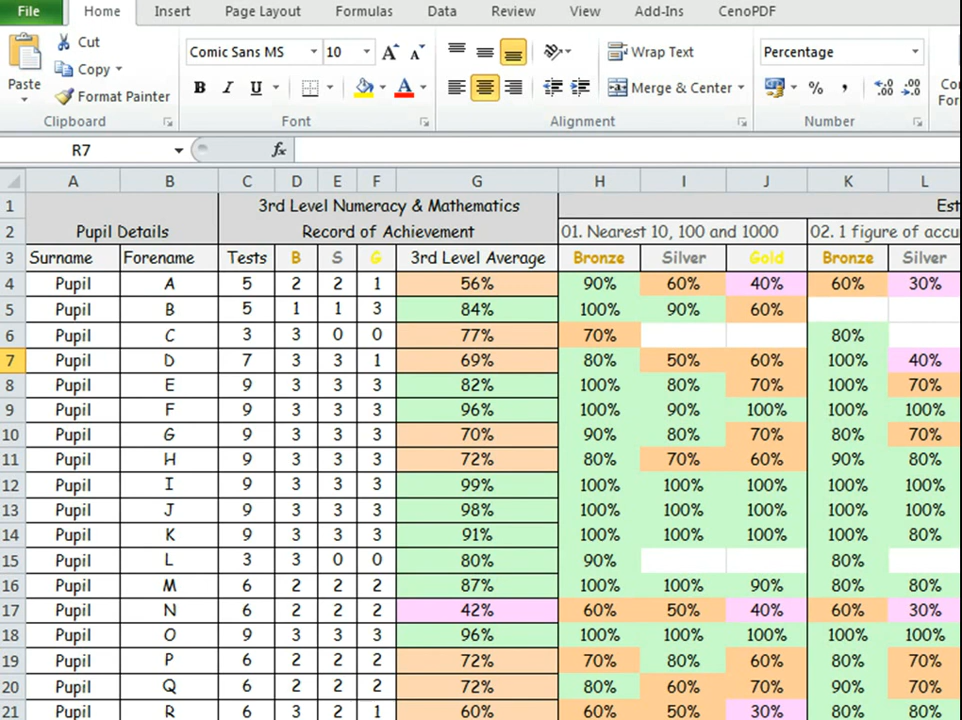 File Home Insert Page Layout Formulas Data Review View Add-Ins CenoPDF
Cut
Copy
Format Painter
Paste
Comic Sans MS 10
B I U A
Wrap Text
Merge & Center
Percentage
%
Clipboard Font Alignment Number
R7 fx
A B C D E F G H I J K L
1 3rd Level Numeracy & Mathematics Est
2 Pupil Details Record of Achievement 01. Nearest 10, 100 and 1000 02. 1 figure of accu
3 Surname Forename Tests B S G 3rd Level Average Bronze Silver Gold Bronze Silver
4 Pupil A 5 2 2 1 56% 90% 60% 40% 60% 30%
5 Pupil B 5 1 1 3 84% 100% 90% 60%
6 Pupil C 3 3 0 0 77% 70% 80%
7 Pupil D 7 3 3 1 69% 80% 50% 60% 100% 40%
8 Pupil E 9 3 3 3 82% 100% 80% 70% 100% 70%
9 Pupil F 9 3 3 3 96% 100% 90% 100% 100% 100%
10 Pupil G 9 3 3 3 70% 90% 80% 70% 80% 70%
11 Pupil H 9 3 3 3 72% 80% 70% 60% 90% 80%
12 Pupil I 9 3 3 3 99% 100% 100% 100% 100% 100%
13 Pupil J 9 3 3 3 98% 100% 100% 100% 100% 100%
14 Pupil K 9 3 3 3 91% 100% 100% 100% 100% 80%
15 Pupil L 3 3 0 0 80% 90% 80%
16 Pupil M 6 2 2 2 87% 100% 100% 90% 80% 80%
17 Pupil N 6 2 2 2 42% 60% 50% 40% 60% 30%
18 Pupil O 9 3 3 3 96% 100% 100% 100% 100% 100%
19 Pupil P 6 2 2 2 72% 70% 80% 60% 80% 70%
20 Pupil Q 6 2 2 2 72% 80% 60% 70% 90% 70%
21 Pupil R 6 3 2 1 60% 60% 50% 30% 80% 80%